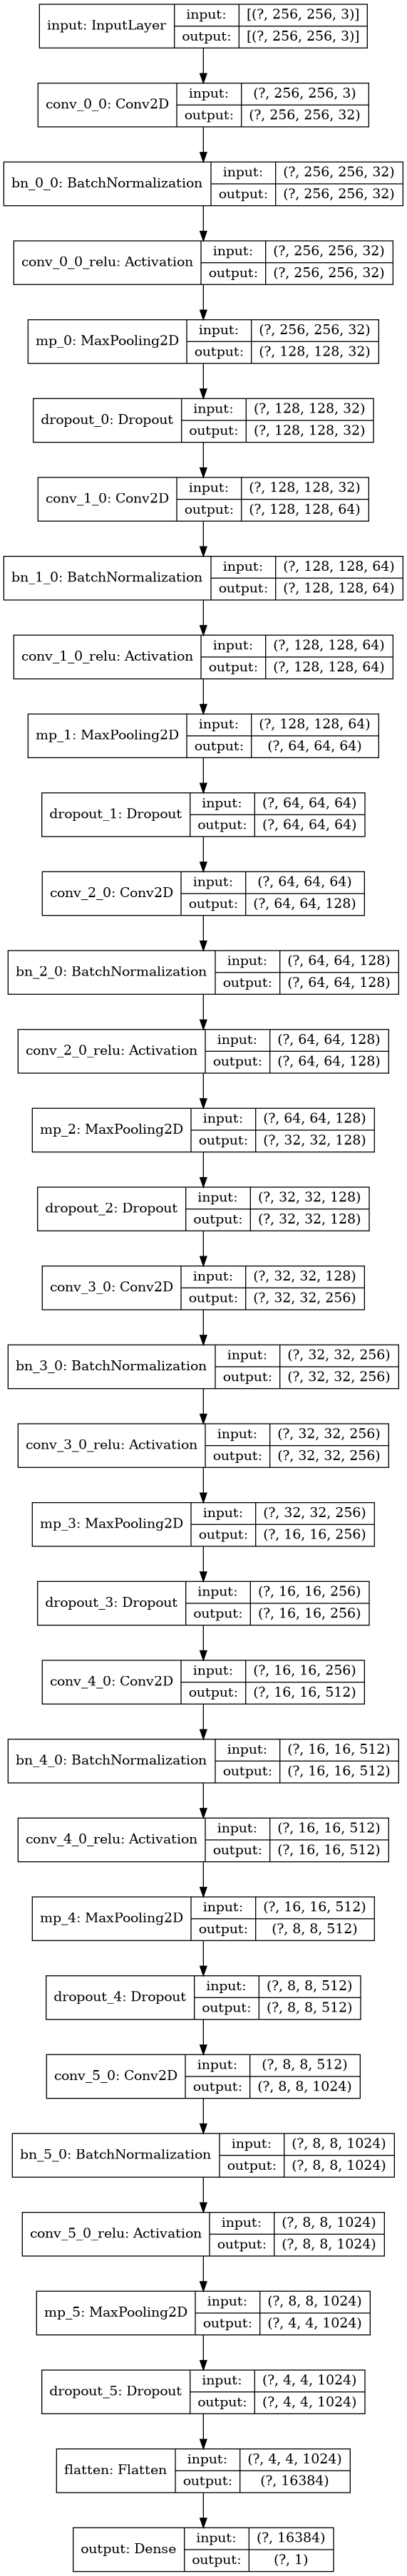 input: InputLayer input: [(?, 256, 256, 3)]
output: [(?, 256, 256, 3)]
conv_0_0: Conv2D input: (?, 256, 256, 3)
output: (?, 256, 256, 32)
bn_0_0: BatchNormalization input: (?, 256, 256, 32)
output: (?, 256, 256, 32)
conv_0_0_relu: Activation input: (?, 256, 256, 32)
output: (?, 256, 256, 32)
mp_0: MaxPooling2D input: (?, 256, 256, 32)
output: (?, 128, 128, 32)
dropout_0: Dropout input: (?, 128, 128, 32)
output: (?, 128, 128, 32)
conv_1_0: Conv2D input: (?, 128, 128, 32)
output: (?, 128, 128, 64)
bn_1_0: BatchNormalization input: (?, 128, 128, 64)
output: (?, 128, 128, 64)
conv_1_0_relu: Activation input: (?, 128, 128, 64)
output: (?, 128, 128, 64)
mp_1: MaxPooling2D input: (?, 128, 128, 64)
output: (?, 64, 64, 64)
dropout_1: Dropout input: (?, 64, 64, 64)
output: (?, 64, 64, 64)
conv_2_0: Conv2D input: (?, 64, 64, 64)
output: (?, 64, 64, 128)
bn_2_0: BatchNormalization input: (?, 64, 64, 128)
output: (?, 64, 64, 128)
conv_2_0_relu: Activation input: (?, 64, 64, 128)
output: (?, 64, 64, 128)
mp_2: MaxPooling2D input: (?, 64, 64, 128)
output: (?, 32, 32, 128)
dropout_2: Dropout input: (?, 32, 32, 128)
output: (?, 32, 32, 128)
conv_3_0: Conv2D input: (?, 32, 32, 128)
output: (?, 32, 32, 256)
bn_3_0: BatchNormalization input: (?, 32, 32, 256)
output: (?, 32, 32, 256)
conv_3_0_relu: Activation input: (?, 32, 32, 256)
output: (?, 32, 32, 256)
mp_3: MaxPooling2D input: (?, 32, 32, 256)
output: (?, 16, 16, 256)
dropout_3: Dropout input: (?, 16, 16, 256)
output: (?, 16, 16, 256)
conv_4_0: Conv2D input: (?, 16, 16, 256)
output: (?, 16, 16, 512)
bn_4_0: BatchNormalization input: (?, 16, 16, 512)
output: (?, 16, 16, 512)
conv_4_0_relu: Activation input: (?, 16, 16, 512)
output: (?, 16, 16, 512)
mp_4: MaxPooling2D input: (?, 16, 16, 512)
output: (?, 8, 8, 512)
dropout_4: Dropout input: (?, 8, 8, 512)
output: (?, 8, 8, 512)
conv_5_0: Conv2D input: (?, 8, 8, 512)
output: (?, 8, 8, 1024)
bn_5_0: BatchNormalization input: (?, 8, 8, 1024)
output: (?, 8, 8, 1024)
conv_5_0_relu: Activation input: (?, 8, 8, 1024)
output: (?, 8, 8, 1024)
mp_5: MaxPooling2D input: (?, 8, 8, 1024)
output: (?, 4, 4, 1024)
dropout_5: Dropout input: (?, 4, 4, 1024)
output: (?, 4, 4, 1024)
flatten: Flatten input: (?, 4, 4, 1024)
output: (?, 16384)
output: Dense input: (?, 16384)
output: (?, 1)